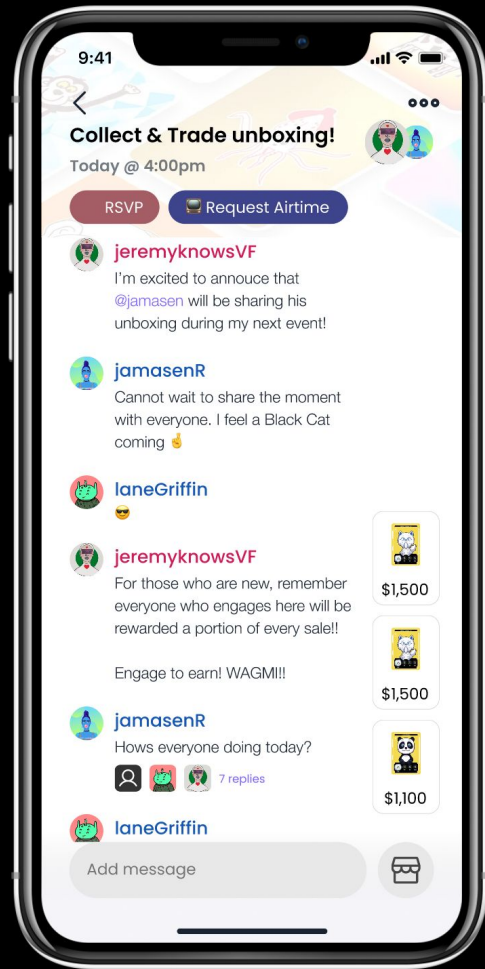 9:41
Collect & Trade unboxing!
Today @ 4:00pm
RSVP
Request Airtime
jeremyknowsVF
I'm excited to annouce that
@jamasen will be sharing his
unboxing during my next event!
jamasenR
Cannot wait to share the moment
with everyone. I feel a Black Cat
coming 🤞
laneGriffin
😎
jeremyknowsVF
For those who are new, remember
everyone who engages here will be
rewarded a portion of every sale!!
Engage to earn! WAGMI!!!
$1,500
$1,500
jamasenR
Hows everyone doing today?
7 replies
$1,100
laneGriffin
Add message